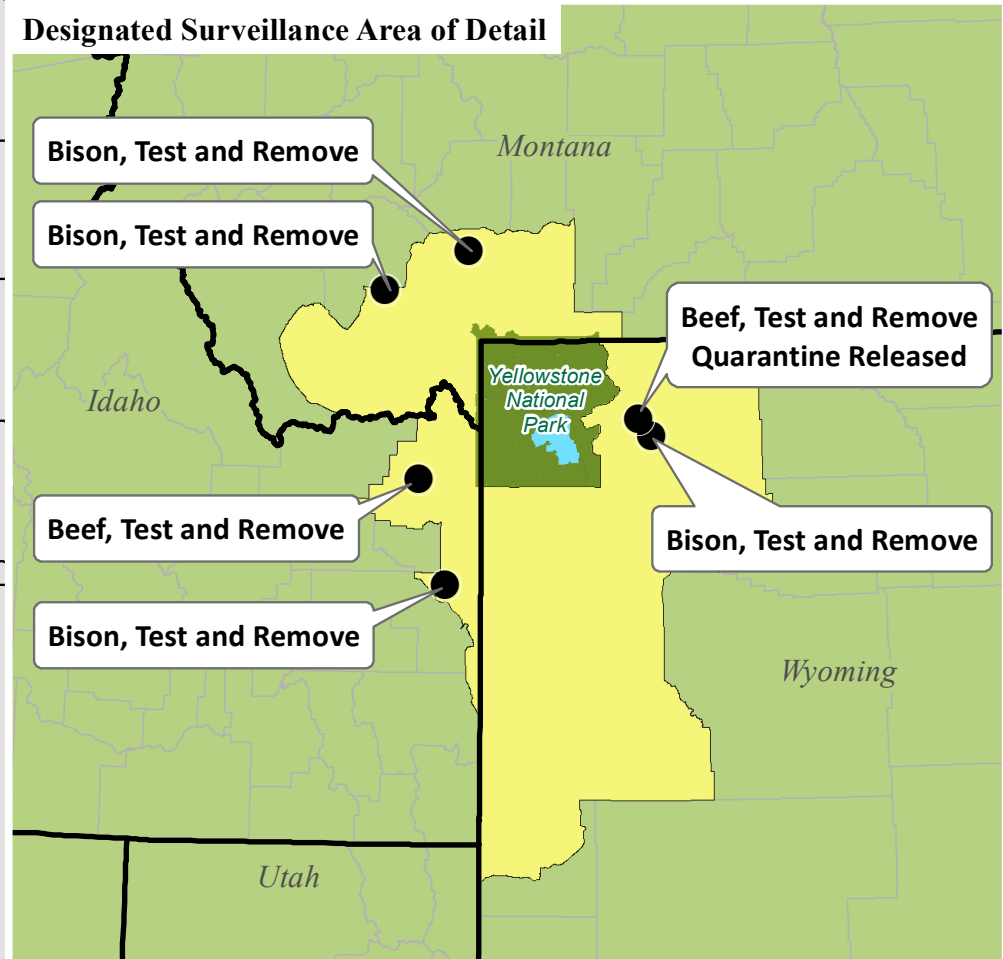 Designated Surveillance Area of Detail
Bison, Test and Remove
Montana
Bison, Test and Remove
Beef, Test and Remove
Quarantine Released
Yellowstone
National
Park
Idaho
Beef, Test and Remove
Bison, Test and Remove
Bison, Test and Remove
Wyoming
Utah